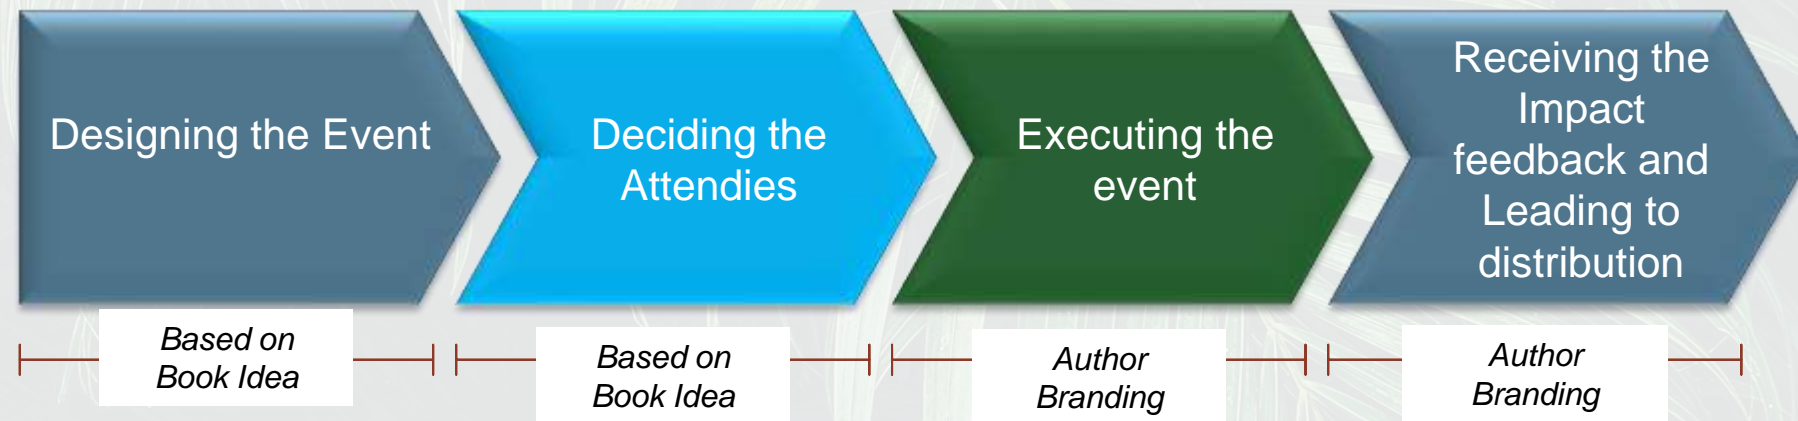 Designing the Event
Deciding the
Attendies
Executing the
event
Receiving the
Impact
feedback and
Leading to
distribution
Based on
Book Idea
Based on
Book Idea
Author
Branding
Author
Branding